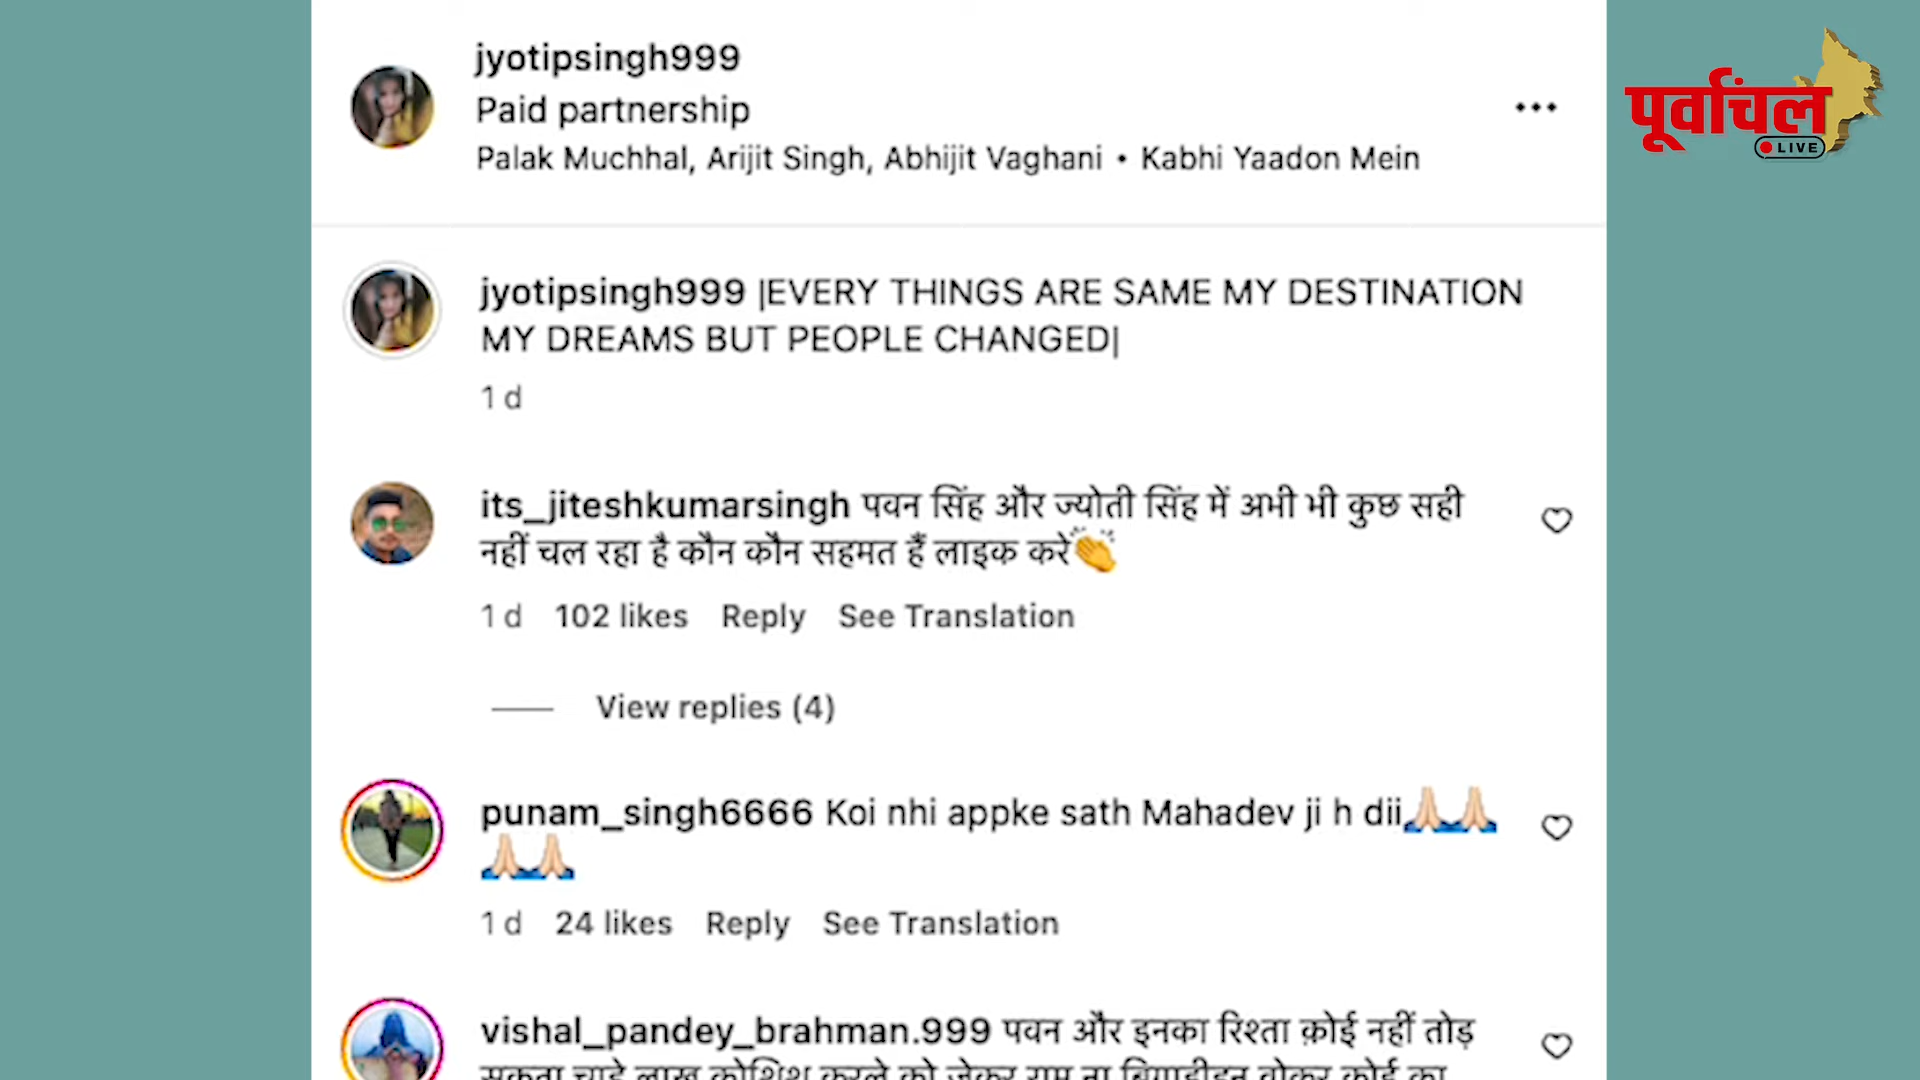 jyotipsingh999
Paid partnership
Palak Muchhal, Arijit Singh, Abhijit Vaghani • Kabhi Yaadon Mein
पूर्वांचल
LIVE
jyotipsingh999 |EVERY THINGS ARE SAME MY DESTINATION
MY DREAMS BUT PEOPLE CHANGED|
1 d
its_jiteshkumarsingh पवन सिंह और ज्योती सिंह में अभी भी कुछ सही
नहीं चल रहा है कौन कौन सहमत हैं लाइक करे👏
1 d 102 likes Reply See Translation
View replies (4)
punam_singh6666 Koi nhi appke sath Mahadev ji h dii🙏🏻🙏🏻
🙏🏻🙏🏻
1 d 24 likes Reply See Translation
vishal_pandey_brahman.999 पवन और इनका रिश्ता क़ोई नहीं तोड़